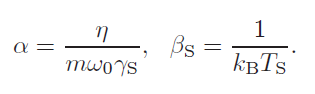 α = η / mω₀γ_S, β_S = 1 / k_B T_S.